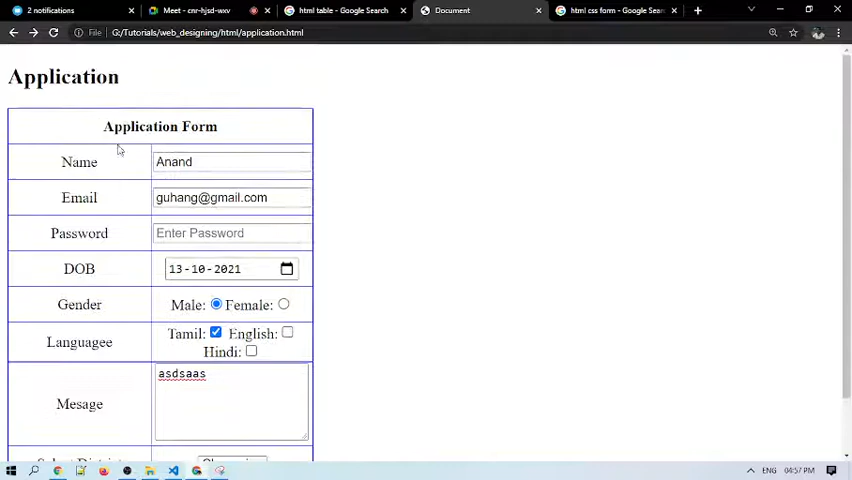 2 notifications
Meet - cnr-hjsd-wxv
html table - Google Search
Document
html css form - Google Sear
File
G:/Tutorials/web_designing/html/application.html
Application
Application Form
Name
Anand
Email
guhang@gmail.com
Password
Enter Password
DOB
13-10-2021
Gender
Male: Female:
Languagee
Tamil: English:
Hindi:
Mesage
asdsaas
ENG
04:57 PM